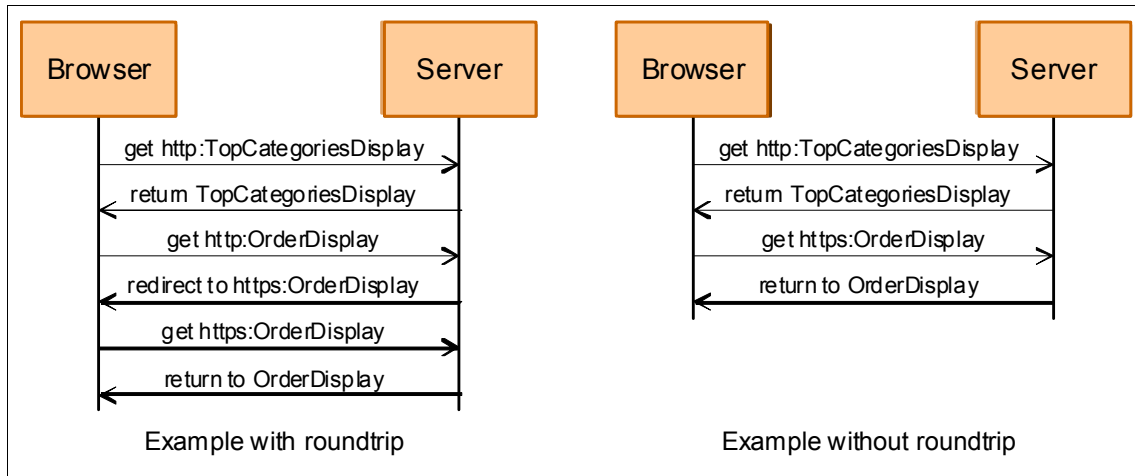 Browser
Server
get http:TopCategoriesDisplay
return TopCategoriesDisplay
get http:OrderDisplay
redirect to https:OrderDisplay
get https:OrderDisplay
return to OrderDisplay
Example with roundtrip
Browser
Server
get http:TopCategoriesDisplay
return TopCategoriesDisplay
get https:OrderDisplay
return to OrderDisplay
Example without roundtrip